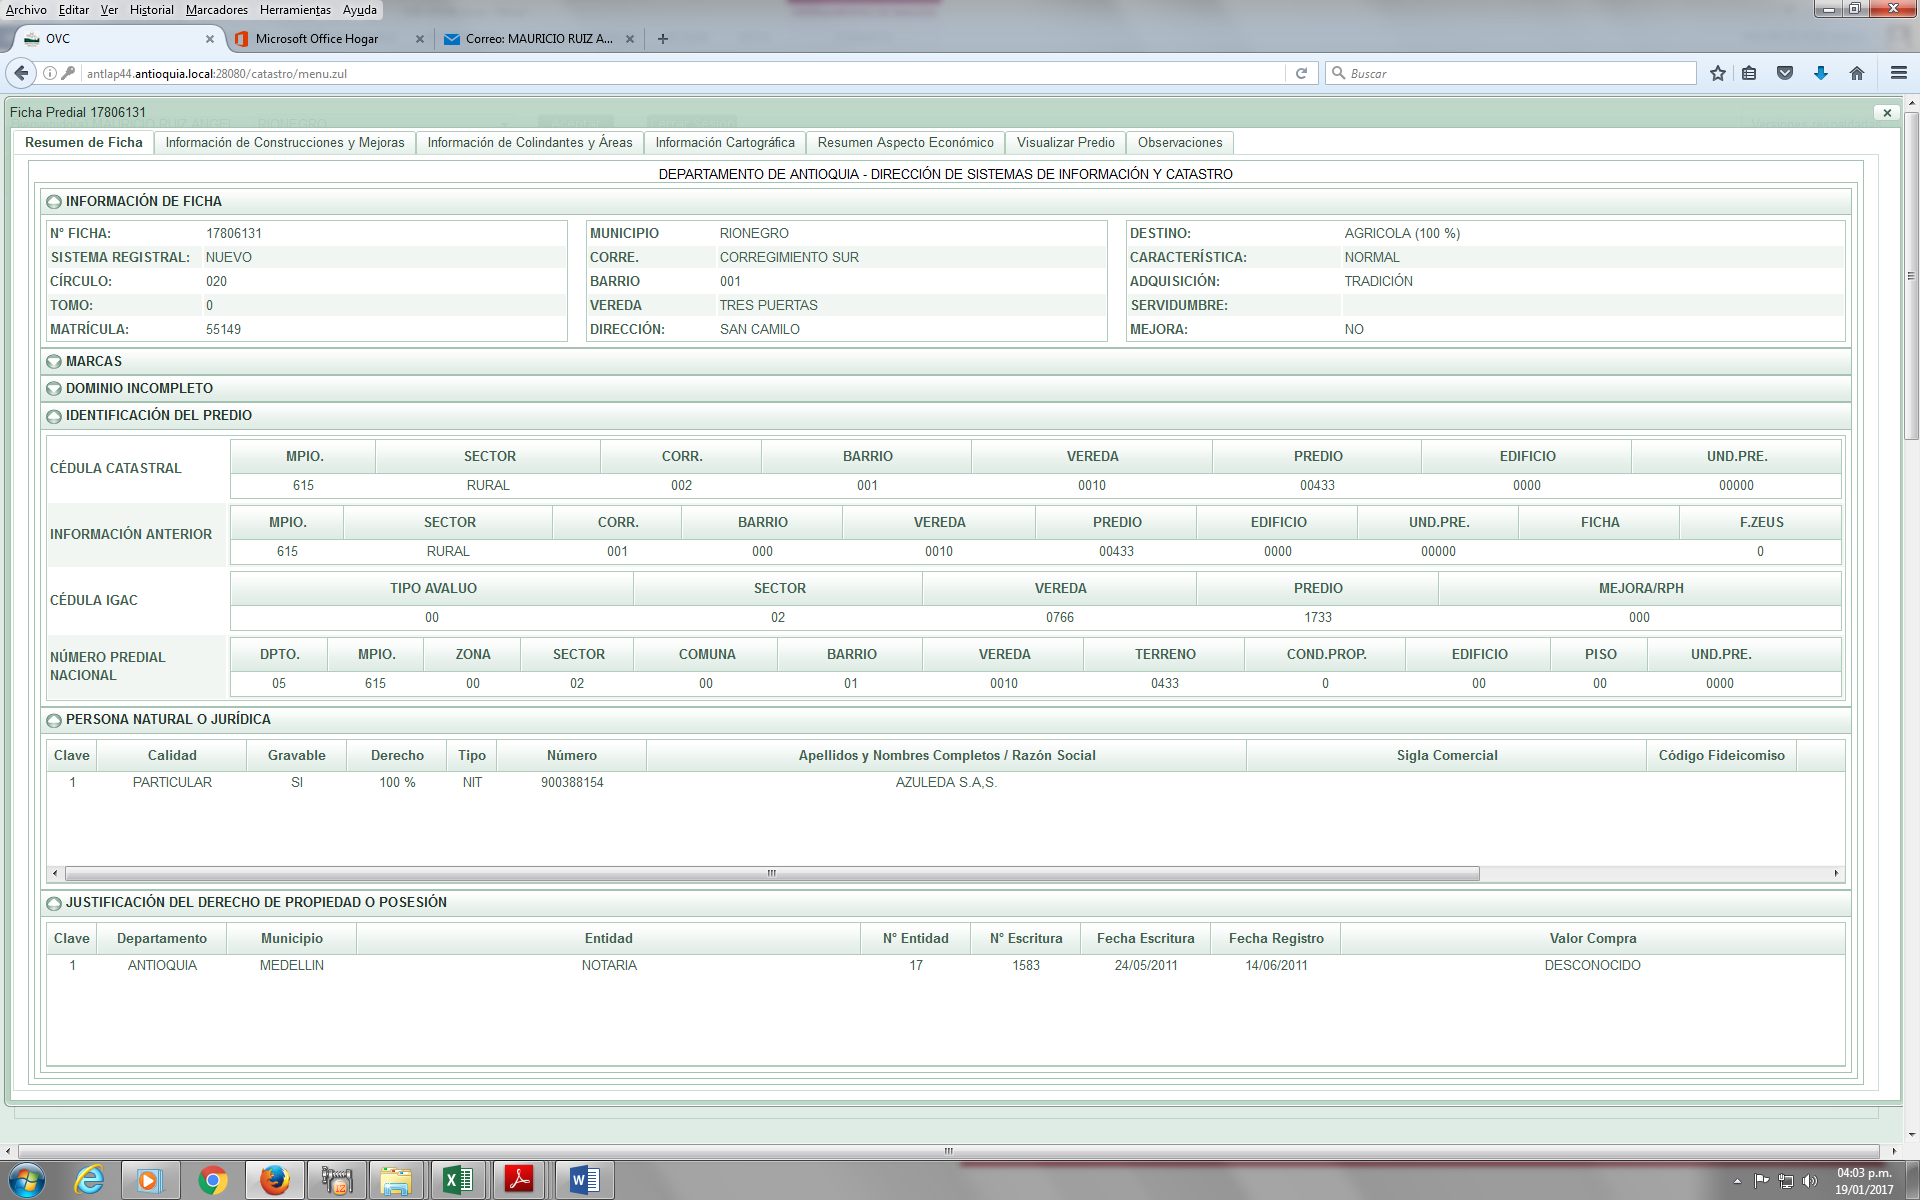 Archivo Editar Ver Historial Marcadores Herramientas Ayuda
OVC Microsoft Office Hogar Correo: MAURICIO RUIZ A...
antlap44.antioquia.local:28080/catastro/menu.zul Buscar
Ficha Predial 17806131
Resumen de Ficha Información de Construcciones y Mejoras Información de Colindantes y Áreas Información Cartográfica Resumen Aspecto Económico Visualizar Predio Observaciones
DEPARTAMENTO DE ANTIOQUIA - DIRECCIÓN DE SISTEMAS DE INFORMACIÓN Y CATASTRO
INFORMACIÓN DE FICHA
N° FICHA: 17806131 MUNICIPIO RIONEGRO DESTINO: AGRICOLA (100 %)
SISTEMA REGISTRAL: NUEVO CORRE. CORREGIMIENTO SUR CARACTERÍSTICA: NORMAL
CÍRCULO: 020 BARRIO 001 ADQUISICIÓN: TRADICIÓN
TOMO: 0 VEREDA TRES PUERTAS SERVIDUMBRE:
MATRÍCULA: 55149 DIRECCIÓN: SAN CAMILO MEJORA: NO
MARCAS
DOMINIO INCOMPLETO
IDENTIFICACIÓN DEL PREDIO
CÉDULA CATASTRAL
MPIO. SECTOR CORR. BARRIO VEREDA PREDIO EDIFICIO UND.PRE.
615 RURAL 002 001 0010 00433 0000 00000
INFORMACIÓN ANTERIOR
MPIO. SECTOR CORR. BARRIO VEREDA PREDIO EDIFICIO UND.PRE. FICHA F.ZEUS
615 RURAL 001 000 0010 00433 0000 00000 0
CÉDULA IGAC
TIPO AVALUO SECTOR VEREDA PREDIO MEJORA/RPH
00 02 0766 1733 000
NÚMERO PREDIAL NACIONAL
DPTO. MPIO. ZONA SECTOR COMUNA BARRIO VEREDA TERRENO COND.PROP. EDIFICIO PISO UND.PRE.
05 615 00 02 00 01 0010 0433 0 00 00 0000
PERSONA NATURAL O JURÍDICA
Clave Calidad Gravable Derecho Tipo Número Apellidos y Nombres Completos / Razón Social Sigla Comercial Código Fideicomiso
1 PARTICULAR SI 100 % NIT 900388154 AZULEDA S.A,S.
JUSTIFICACIÓN DEL DERECHO DE PROPIEDAD O POSESIÓN
Clave Departamento Municipio Entidad N° Entidad N° Escritura Fecha Escritura Fecha Registro Valor Compra
1 ANTIOQUIA MEDELLIN NOTARIA 17 1583 24/05/2011 14/06/2011 DESCONOCIDO
04:03 p.m.
19/01/2017